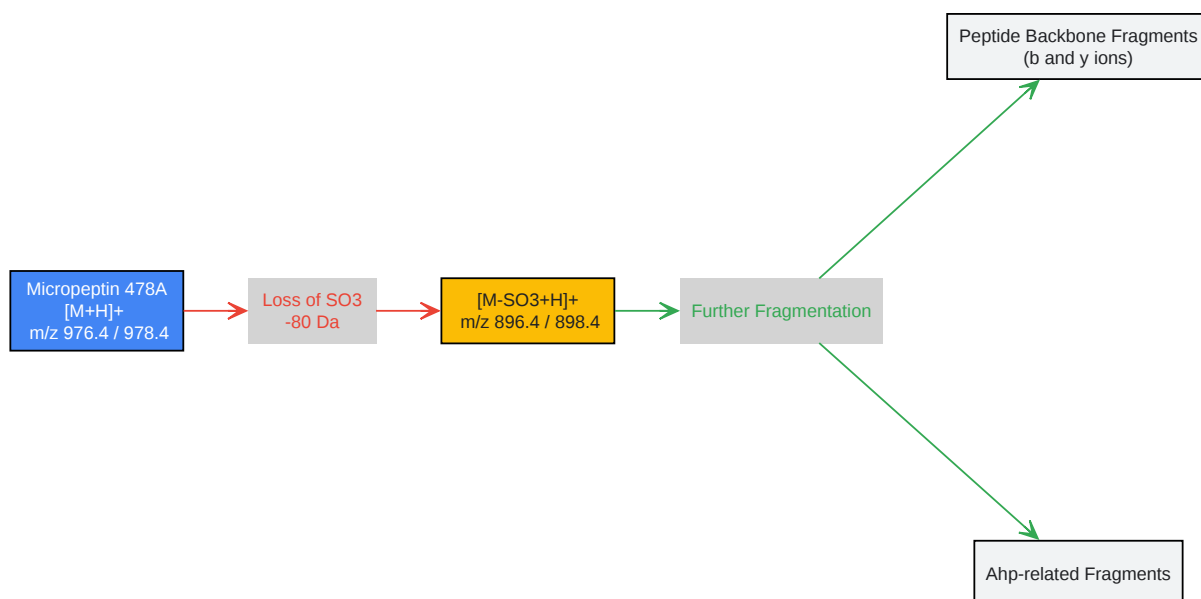 Peptide Backbone Fragments
(b and y ions)
Micropeptin 478A
[M+H]+
m/z 976.4 / 978.4
Loss of SO3
-80 Da
[M-SO3+H]+
m/z 896.4 / 898.4
Further Fragmentation
Ahp-related Fragments